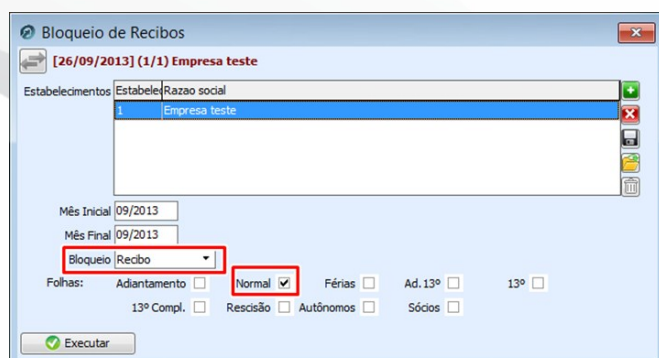 Bloqueio de Recibos
[26/09/2013] (1/1) Empresa teste
Estabelecimentos Estabelec Razao social
1 Empresa teste
Mês Inicial 09/2013
Mês Final 09/2013
Bloqueio Recibo
Folhas: Adiantamento Normal Férias Ad.13º 13º
13º Compl. Rescisão Autônomos Sócios
Executar